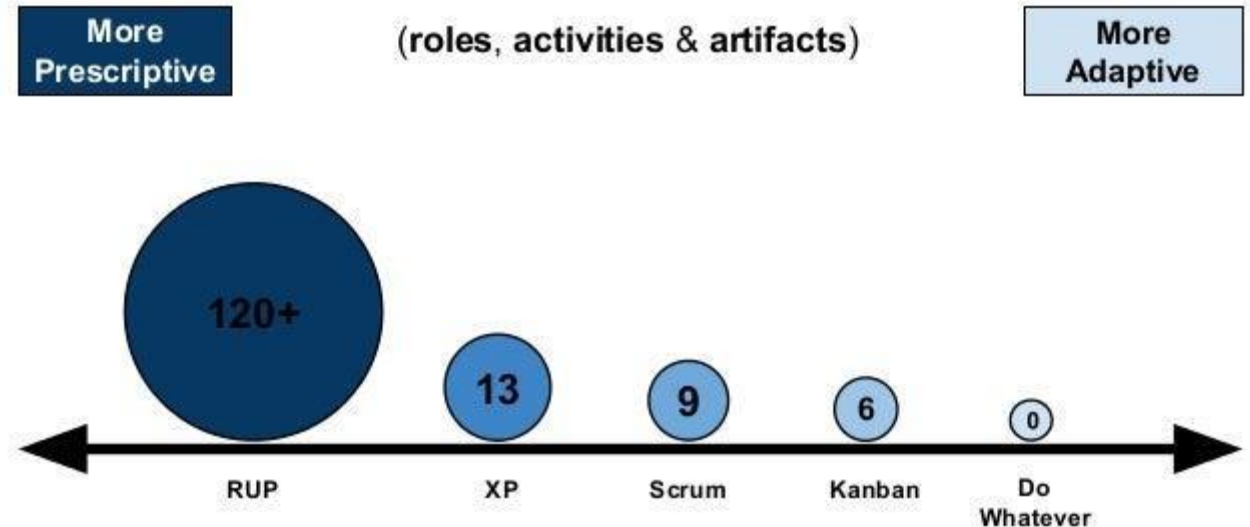 More
Prescriptive
(roles, activities & artifacts)
More
Adaptive
120+
13
9
6
0
RUP
XP
Scrum
Kanban
Do
Whatever